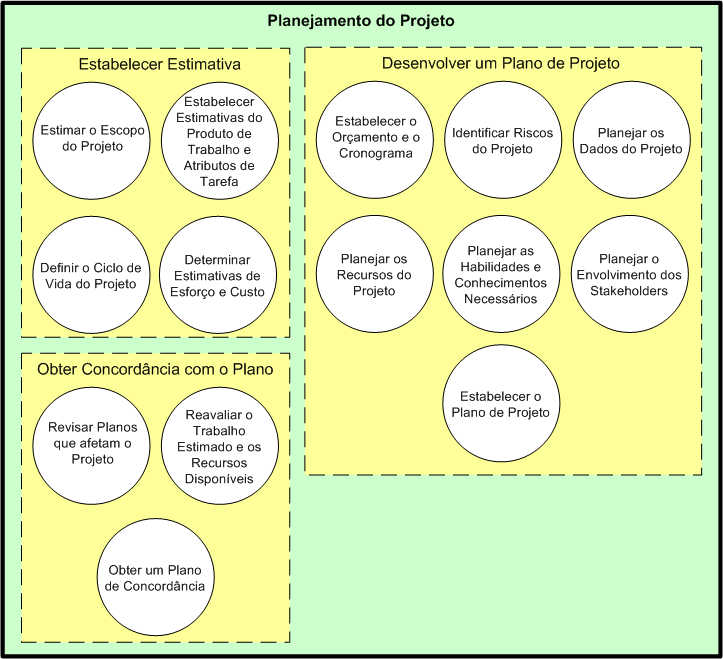 Planejamento do Projeto
Estabelecer Estimativa
Estimar o Escopo
do Projeto
Estabelecer
Estimativas do
Produto de
Trabalho e
Atributos de
Tarefa
Definir o Ciclo de
Vida do Projeto
Determinar
Estimativas de
Esforço e Custo
Desenvolver um Plano de Projeto
Estabelecer o
Orçamento e o
Cronograma
Identificar Riscos
do Projeto
Planejar os
Dados do Projeto
Planejar os
Recursos do
Projeto
Planejar as
Habilidades e
Conhecimentos
Necessários
Planejar o
Envolvimento dos
Stakeholders
Estabelecer o
Plano de Projeto
Obter Concordância com o Plano
Revisar Planos
que afetam o
Projeto
Reavaliar o
Trabalho
Estimado e os
Recursos
Disponíveis
Obter um Plano
de Concordância